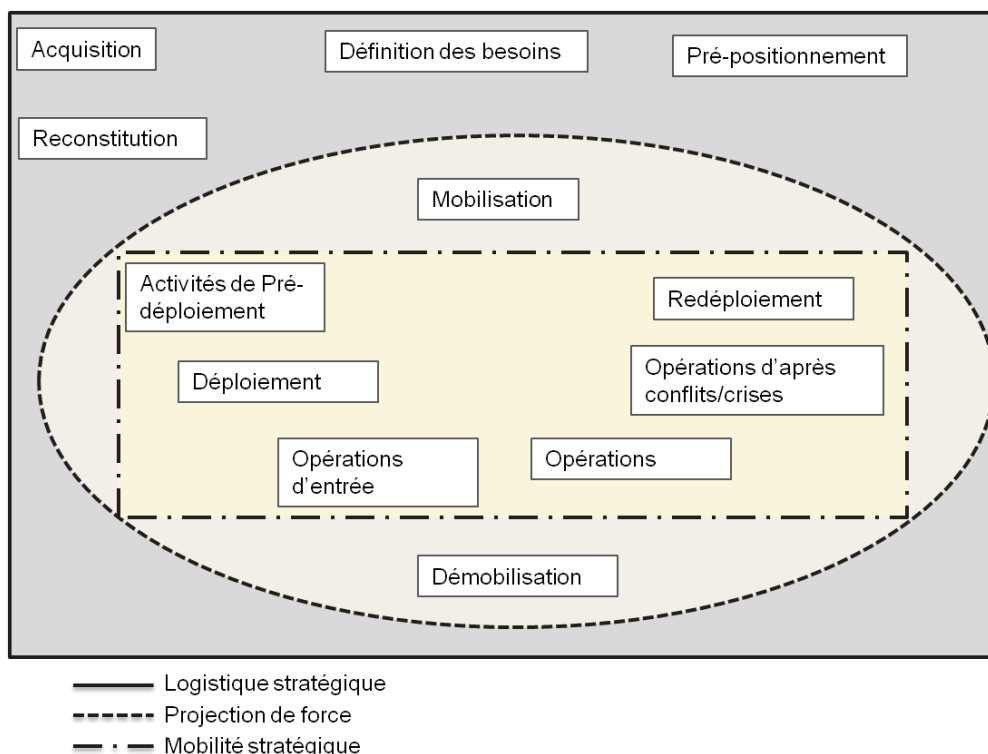 Acquisition
Définition des besoins
Pré-positionnement
Reconstitution
Mobilisation
Activités de Pré-
déploiement
Redéploiement
Déploiement
Opérations d’après
conflits/crises
Opérations
d’entrée
Opérations
Démobilisation
Logistique stratégique
Projection de force
Mobilité stratégique